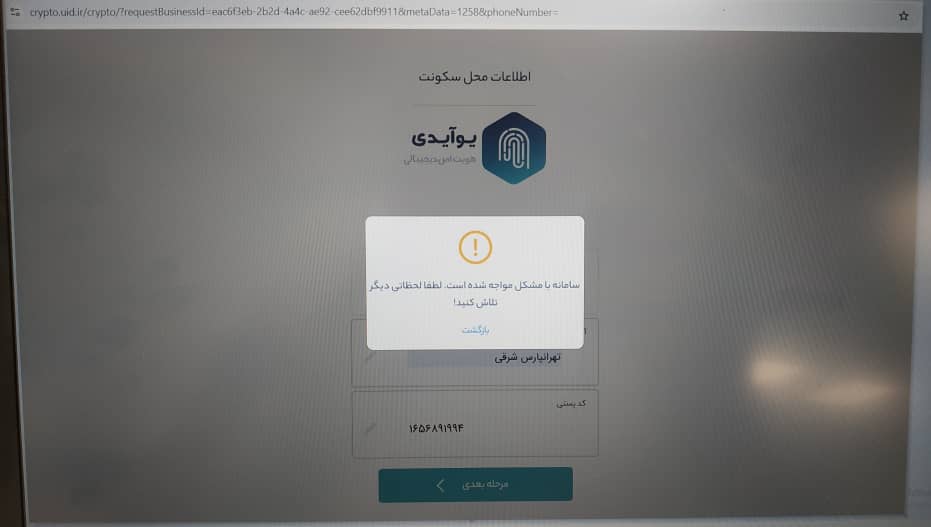 crypto.uid.ir/crypto/?requestBusinessId=eac6f3eb-2b2d-4a4c-ae92-cee62dbf9911&metaData=1258&phoneNumber=
اطلاعات محل سکونت
یوآیدی
هویت امن دیجیتالی
سامانه با مشکل مواجه شده است. لطفا لحظاتی دیگر
تلاش کنید!
بازگشت
تهرانپارس شرقی
کد پستی
۱۶۵۶۸۹۱۹۹۴
مرحله بعدی